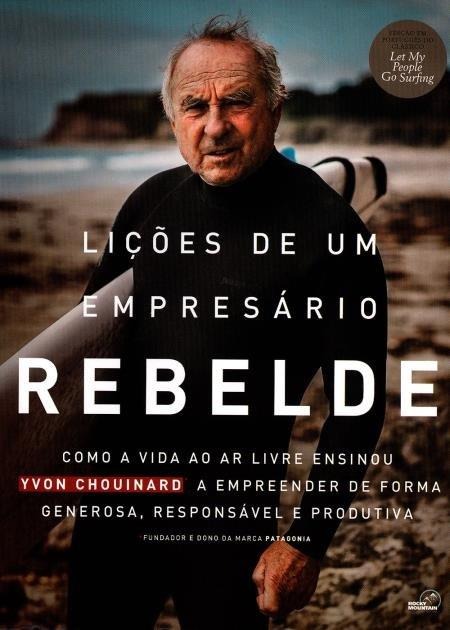 EDIÇÃO EM
PORTUGUÊS DO
CLÁSSICO
Let My
People
Go Surfing
LIÇÕES DE UM
EMPRESÁRIO
REBELDE
COMO A VIDA AO AR LIVRE ENSINOU
YVON CHOUINARD* A EMPREENDER DE FORMA
GENEROSA, RESPONSÁVEL E PRODUTIVA
*FUNDADOR E DONO DA MARCA PATAGONIA
ROCKY
MOUNTAIN